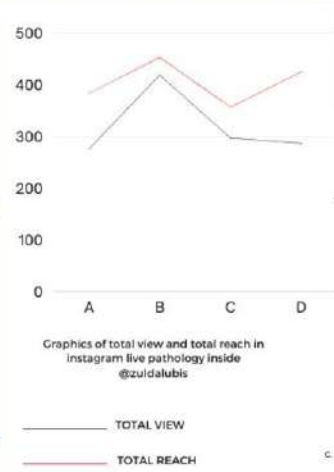 500
400
300
200
100
0
A B C D
Graphics of total view and total reach in
instagram live pathology inside
@zuldalubis
TOTAL VIEW
TOTAL REACH
c.